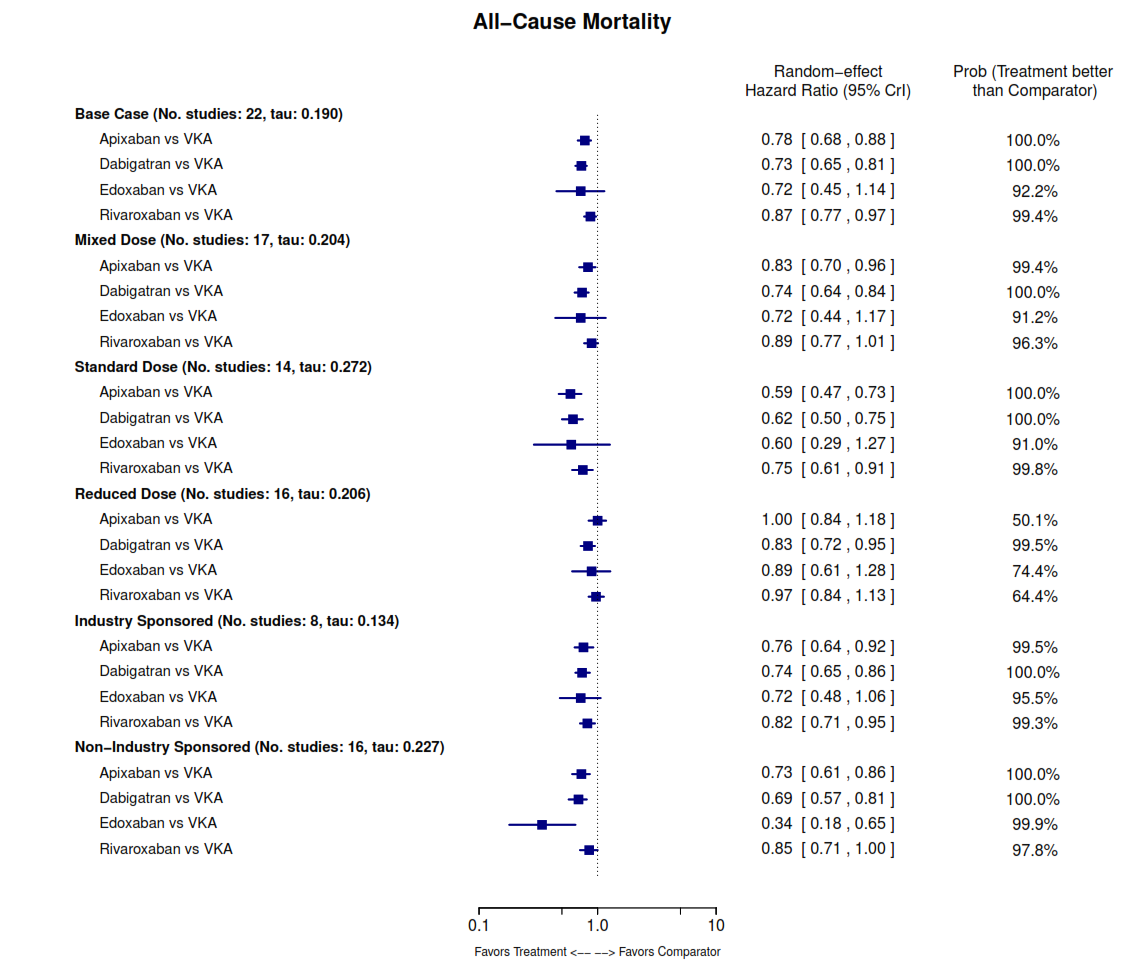 All−Cause Mortality
Random−effect Prob (Treatment better
Hazard Ratio (95% CrI) than Comparator)
Base Case (No. studies: 22, tau: 0.190)
Apixaban vs VKA 0.78 [ 0.68 , 0.88 ] 100.0%
Dabigatran vs VKA 0.73 [ 0.65 , 0.81 ] 100.0%
Edoxaban vs VKA 0.72 [ 0.45 , 1.14 ] 92.2%
Rivaroxaban vs VKA 0.87 [ 0.77 , 0.97 ] 99.4%
Mixed Dose (No. studies: 17, tau: 0.204)
Apixaban vs VKA 0.83 [ 0.70 , 0.96 ] 99.4%
Dabigatran vs VKA 0.74 [ 0.64 , 0.84 ] 100.0%
Edoxaban vs VKA 0.72 [ 0.44 , 1.17 ] 91.2%
Rivaroxaban vs VKA 0.89 [ 0.77 , 1.01 ] 96.3%
Standard Dose (No. studies: 14, tau: 0.272)
Apixaban vs VKA 0.59 [ 0.47 , 0.73 ] 100.0%
Dabigatran vs VKA 0.62 [ 0.50 , 0.75 ] 100.0%
Edoxaban vs VKA 0.60 [ 0.29 , 1.27 ] 91.0%
Rivaroxaban vs VKA 0.75 [ 0.61 , 0.91 ] 99.8%
Reduced Dose (No. studies: 16, tau: 0.206)
Apixaban vs VKA 1.00 [ 0.84 , 1.18 ] 50.1%
Dabigatran vs VKA 0.83 [ 0.72 , 0.95 ] 99.5%
Edoxaban vs VKA 0.89 [ 0.61 , 1.28 ] 74.4%
Rivaroxaban vs VKA 0.97 [ 0.84 , 1.13 ] 64.4%
Industry Sponsored (No. studies: 8, tau: 0.134)
Apixaban vs VKA 0.76 [ 0.64 , 0.92 ] 99.5%
Dabigatran vs VKA 0.74 [ 0.65 , 0.86 ] 100.0%
Edoxaban vs VKA 0.72 [ 0.48 , 1.06 ] 95.5%
Rivaroxaban vs VKA 0.82 [ 0.71 , 0.95 ] 99.3%
Non−Industry Sponsored (No. studies: 16, tau: 0.227)
Apixaban vs VKA 0.73 [ 0.61 , 0.86 ] 100.0%
Dabigatran vs VKA 0.69 [ 0.57 , 0.81 ] 100.0%
Edoxaban vs VKA 0.34 [ 0.18 , 0.65 ] 99.9%
Rivaroxaban vs VKA 0.85 [ 0.71 , 1.00 ] 97.8%
0.1 1.0 10
Favors Treatment <−− −−> Favors Comparator